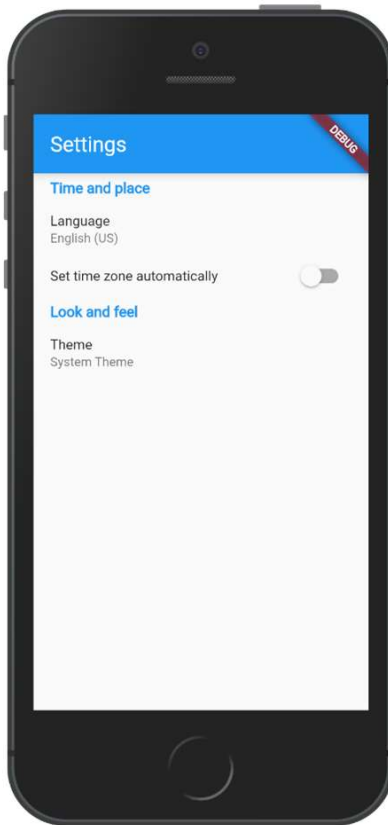 Settings
DEBUG
Time and place
Language
English (US)
Set time zone automatically
Look and feel
Theme
System Theme